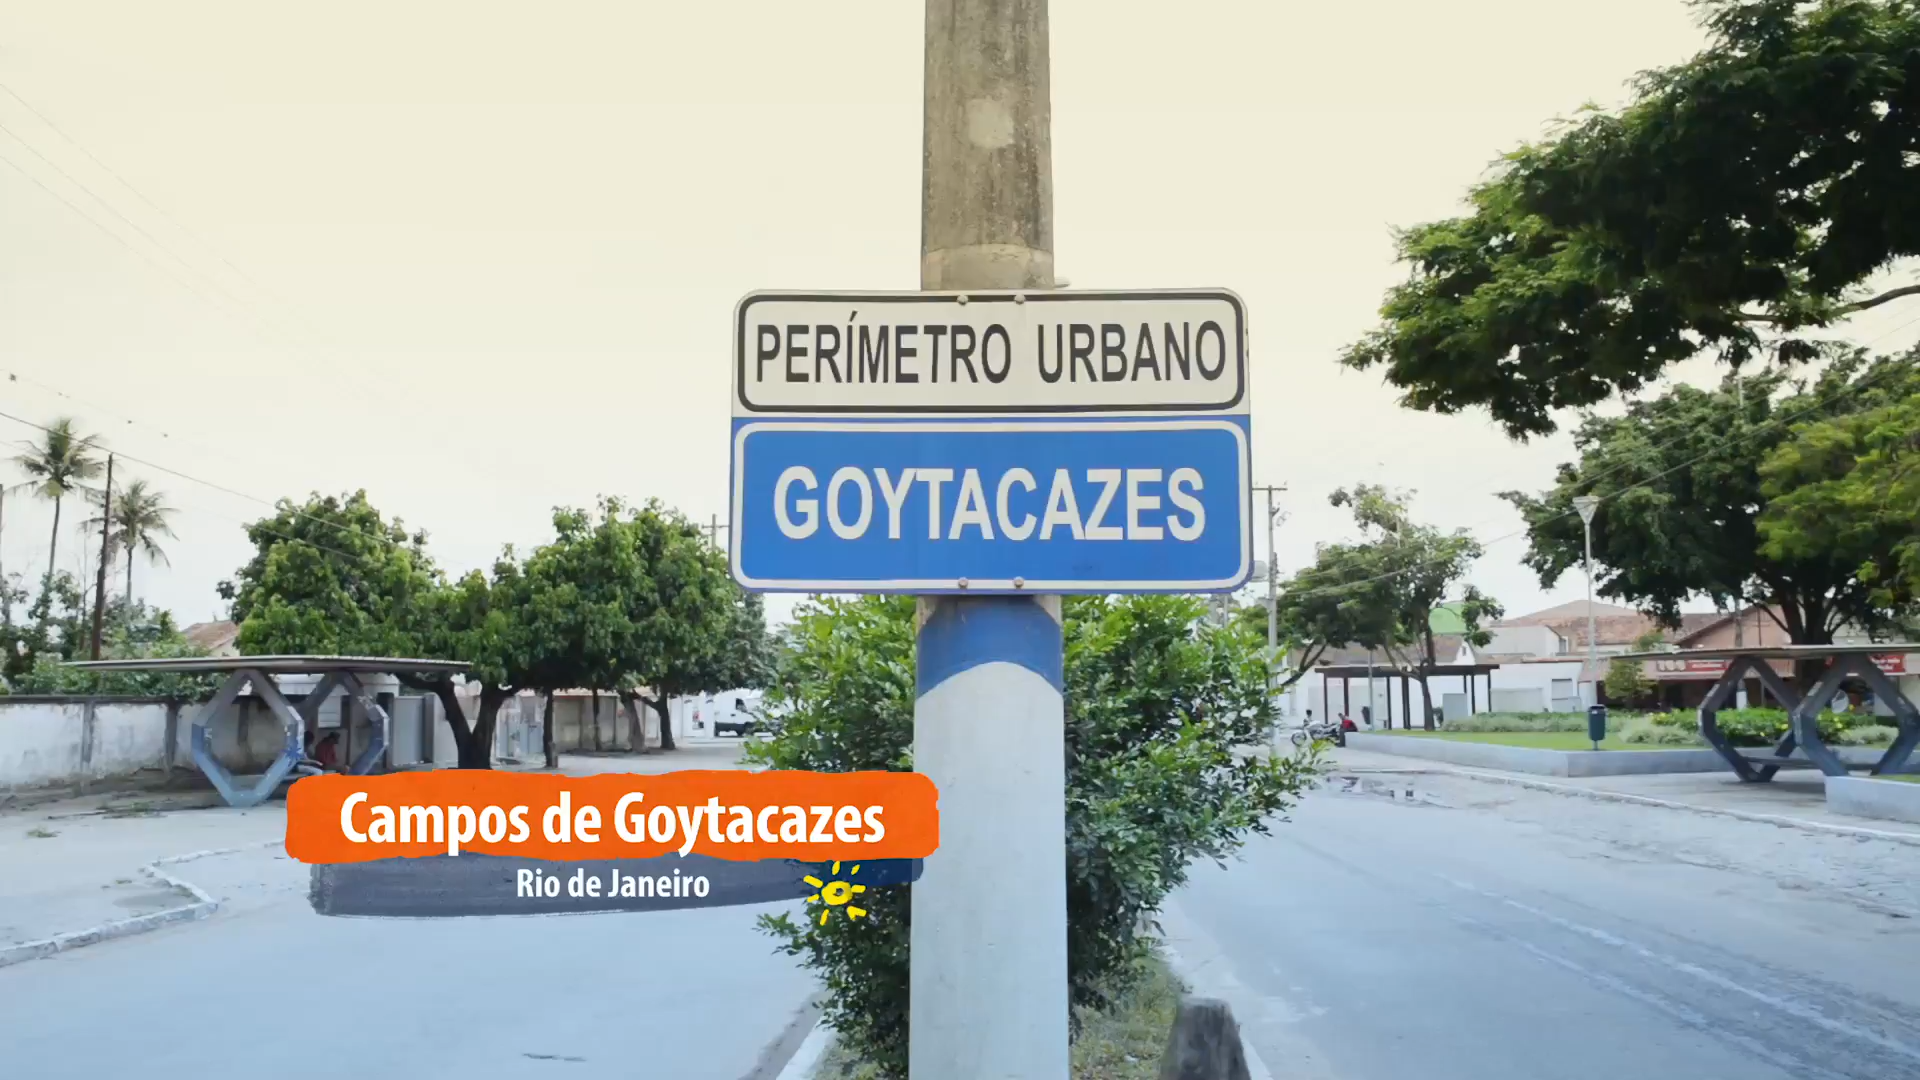 PERÍMETRO URBANO
GOYTACAZES
Campos de Goytacazes
Rio de Janeiro